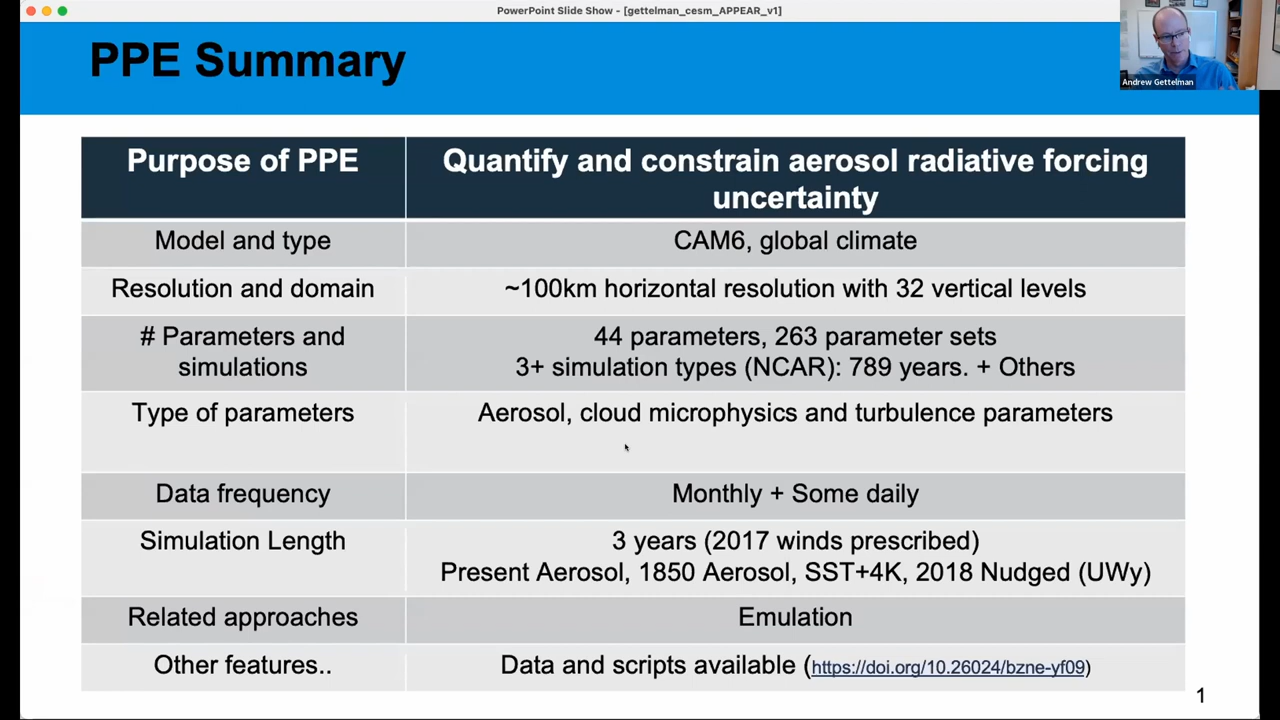 PowerPoint Slide Show - [gettelman_cesm_APPEAR_v1]
PPE Summary
Andrew Gettelman
Purpose of PPE
Quantify and constrain aerosol radiative forcing
uncertainty
Model and type
CAM6, global climate
Resolution and domain
~100km horizontal resolution with 32 vertical levels
# Parameters and
simulations
44 parameters, 263 parameter sets
3+ simulation types (NCAR): 789 years. + Others
Type of parameters
Aerosol, cloud microphysics and turbulence parameters
Data frequency
Monthly + Some daily
Simulation Length
3 years (2017 winds prescribed)
Present Aerosol, 1850 Aerosol, SST+4K, 2018 Nudged (UWy)
Related approaches
Emulation
Other features..
Data and scripts available (https://doi.org/10.26024/bzne-yf09)
1